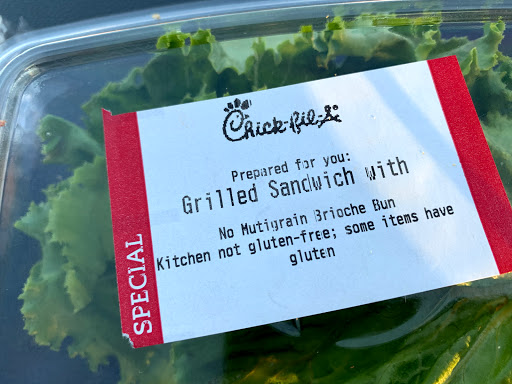 Chick-fil-A
Prepared for you:
Grilled Sandwich with
No Mutigrain Brioche Bun
Kitchen not gluten-free; some items have
gluten
SPECIAL